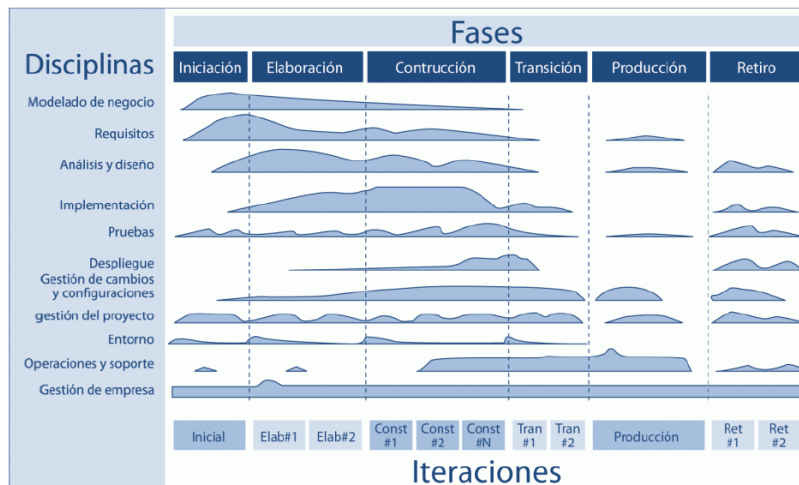 Fases
Disciplinas
Iniciación Elaboración Contrucción Transición Producción Retiro
Modelado de negocio
Requisitos
Análisis y diseño
Implementación
Pruebas
Despliegue
Gestión de cambios
y configuraciones
gestión del proyecto
Entorno
Operaciones y soporte
Gestión de empresa
Inicial Elab#1 Elab#2 Const #1 Const #2 Const #N Tran #1 Tran #2 Producción Ret #1 Ret #2
Iteraciones